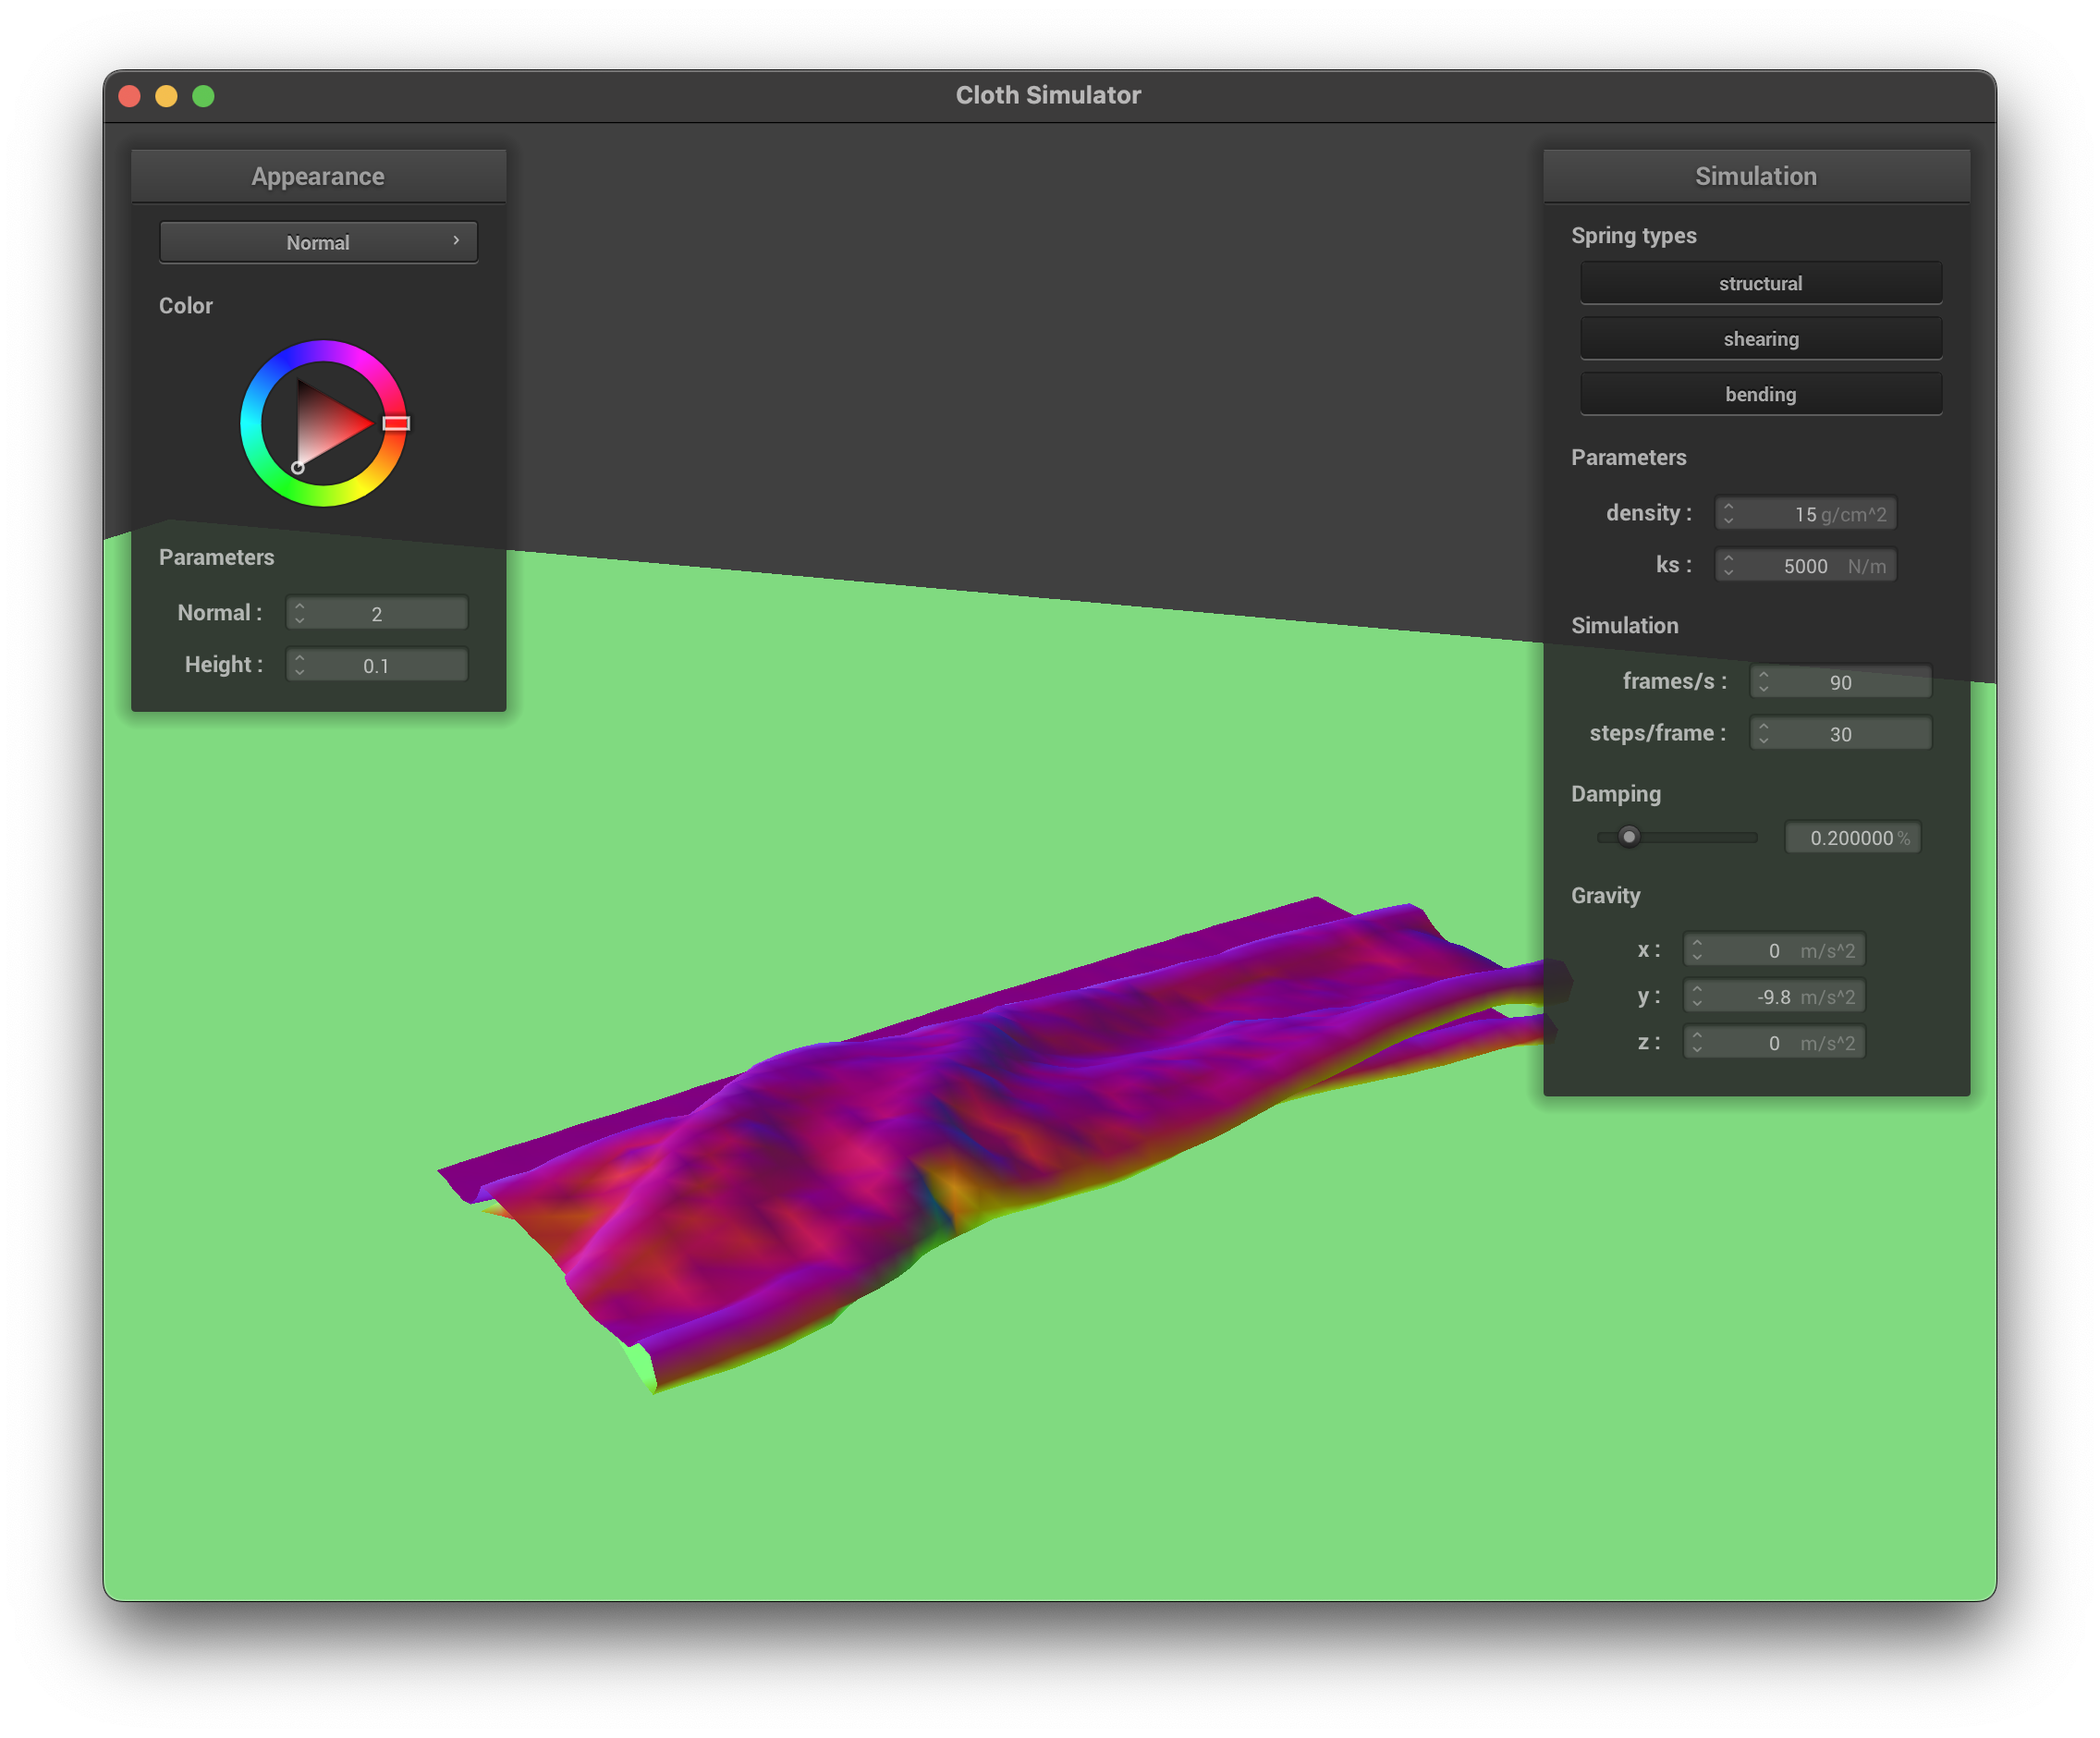 Cloth Simulator
Appearance
Normal
Color
Parameters
Normal : 2
Height : 0.1
Simulation
Spring types
structural
shearing
bending
Parameters
density : 15 g/cm^2
ks : 5000 N/m
Simulation
frames/s : 90
steps/frame : 30
Damping
0.200000 %
Gravity
x : 0 m/s^2
y : -9.8 m/s^2
z : 0 m/s^2